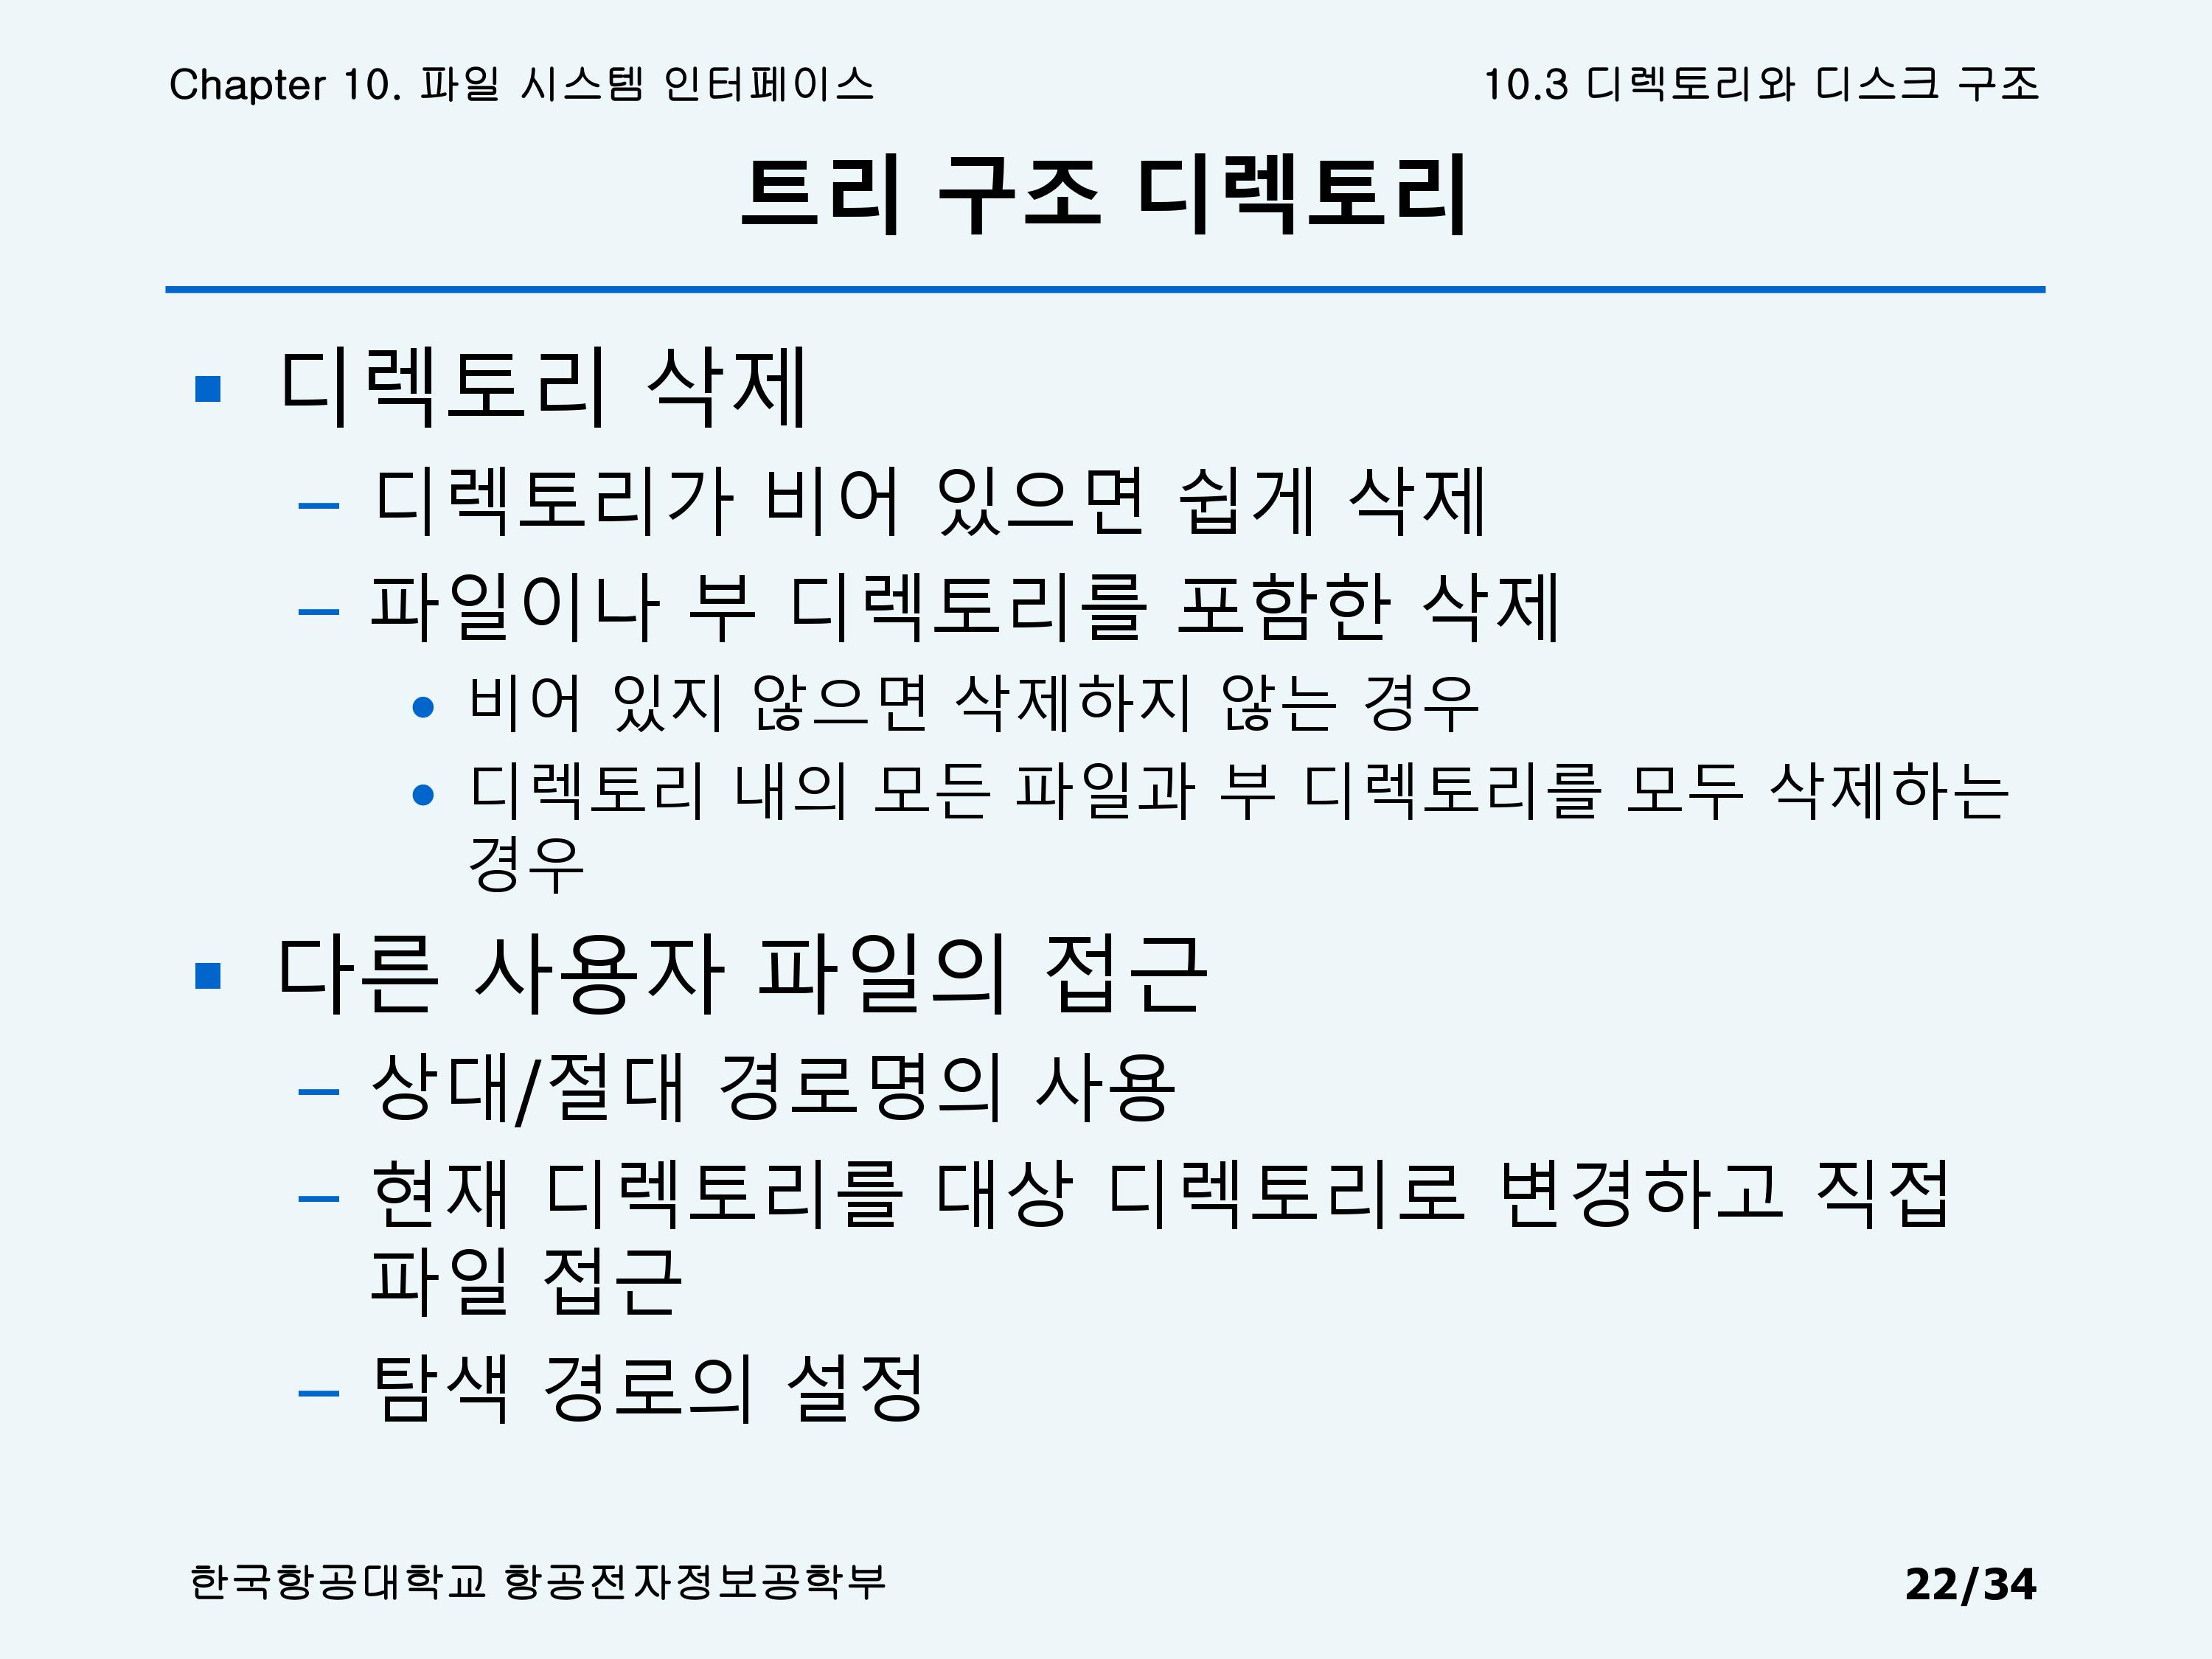 Chapter 10. 파일 시스템 인터페이스
10.3 디렉토리와 디스크 구조
트리 구조 디렉토리
▪ 디렉토리 삭제
– 디렉토리가 비어 있으면 쉽게 삭제
– 파일이나 부 디렉토리를 포함한 삭제
• 비어 있지 않으면 삭제하지 않는 경우
• 디렉토리 내의 모든 파일과 부 디렉토리를 모두 삭제하는
경우
▪ 다른 사용자 파일의 접근
– 상대/절대 경로명의 사용
– 현재 디렉토리를 대상 디렉토리로 변경하고 직접
파일 접근
– 탐색 경로의 설정
한국항공대학교 항공전자정보공학부
22/34